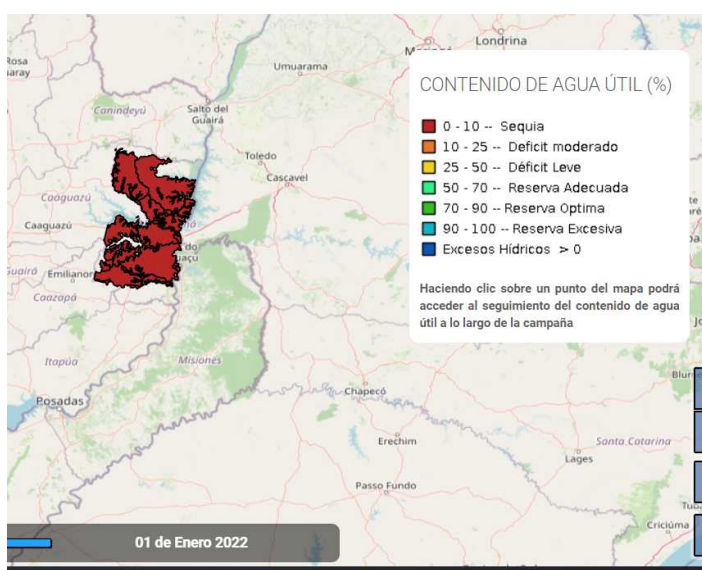 Londrina
Rosa
Umuarama
CONTENIDO DE AGUA ÚTIL (%)
Canindeyú
Salto del
Guairá
0 - 10 -- Sequia
10 - 25 -- Deficit moderado
25 - 50 -- Déficit Leve
50 - 70 -- Reserva Adecuada
70 - 90 -- Reserva Optima
90 - 100 -- Reserva Excesiva
Excesos Hídricos > 0
Toledo
Cascavel
Caaguazú
Caaguazú
Guairá
Emilianor
Caazapá
Haciendo clic sobre un punto del mapa podrá
acceder al seguimiento del contenido de agua
útil a lo largo de la campaña
Itapúa
Misiones
Posadas
Chapecó
Erechim
Santa Catarina
Lages
Passo Fundo
Criciúma
01 de Enero 2022